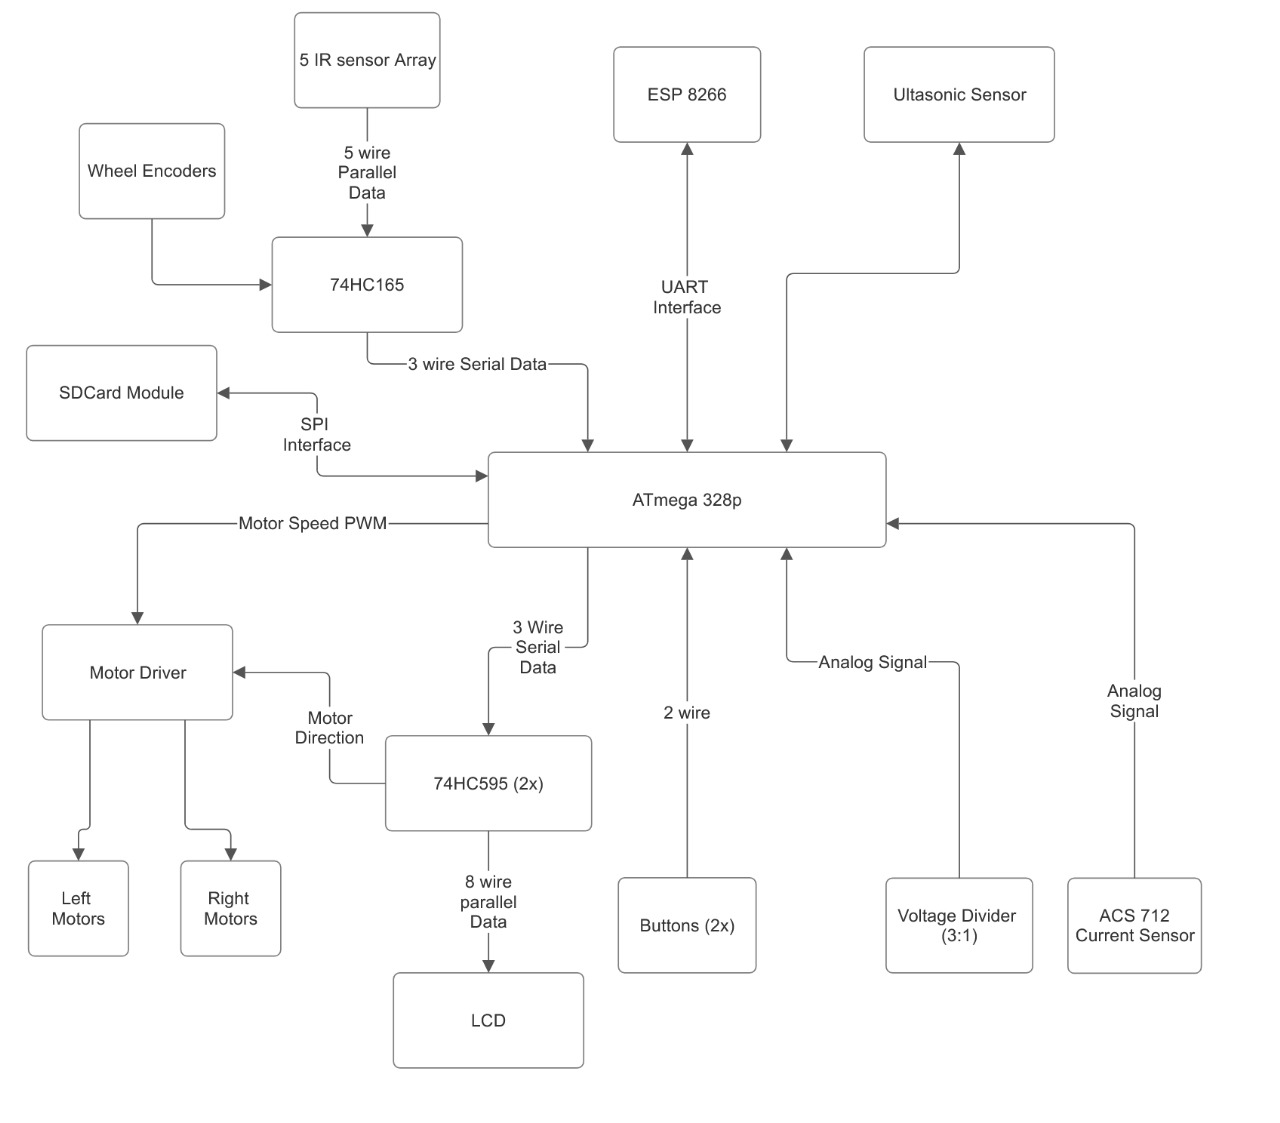 5 IR sensor Array
ESP 8266
Ultasonic Sensor
Wheel Encoders
5 wire
Parallel
Data
74HC165
UART
Interface
3 wire Serial Data
SDCard Module
SPI
Interface
ATmega 328p
Motor Speed PWM
3 Wire
Serial
Data
Motor Driver
Analog Signal
Analog
Signal
2 wire
Motor
Direction
74HC595 (2x)
8 wire
parallel
Data
Left
Motors
Right
Motors
Buttons (2x)
Voltage Divider
(3:1)
ACS 712
Current Sensor
LCD